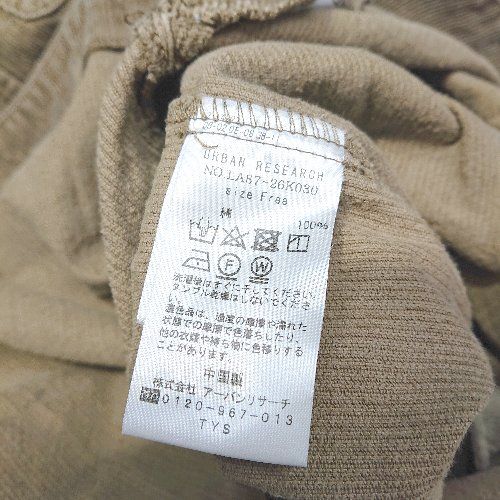 URBAN RESEARCH
NO.LA87-26K030
size Free
綿 100%
洗濯後はすぐに干してください。
タンブル乾燥はしないでください。
濃色品は、過度の摩擦や濡れた
状態での摩擦で色落ちしたり、
他の衣類や持ち物に色移りする
ことがあります。
中国製
株式会社 アーバンリサーチ
0120-967-013
TYS